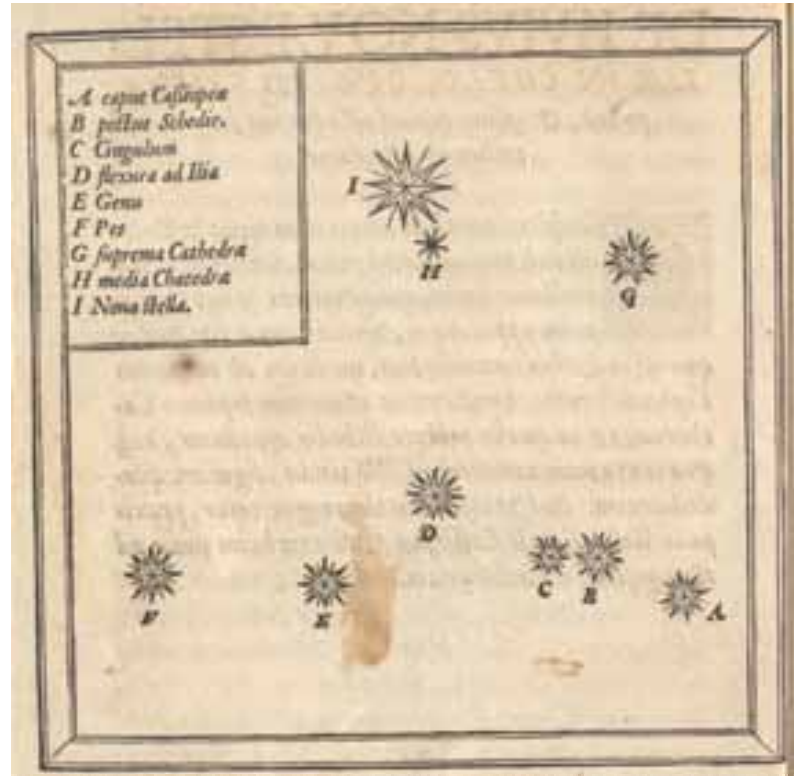 A caput Cassiopeæ
B pectus Schedir.
C Cingulum
D flexura ad Ilia
E Genu
F Pes
G suprema Cathedræ
H media Chatedræ
I Noua stella.
I
H
G
D
C
B
A
E
F